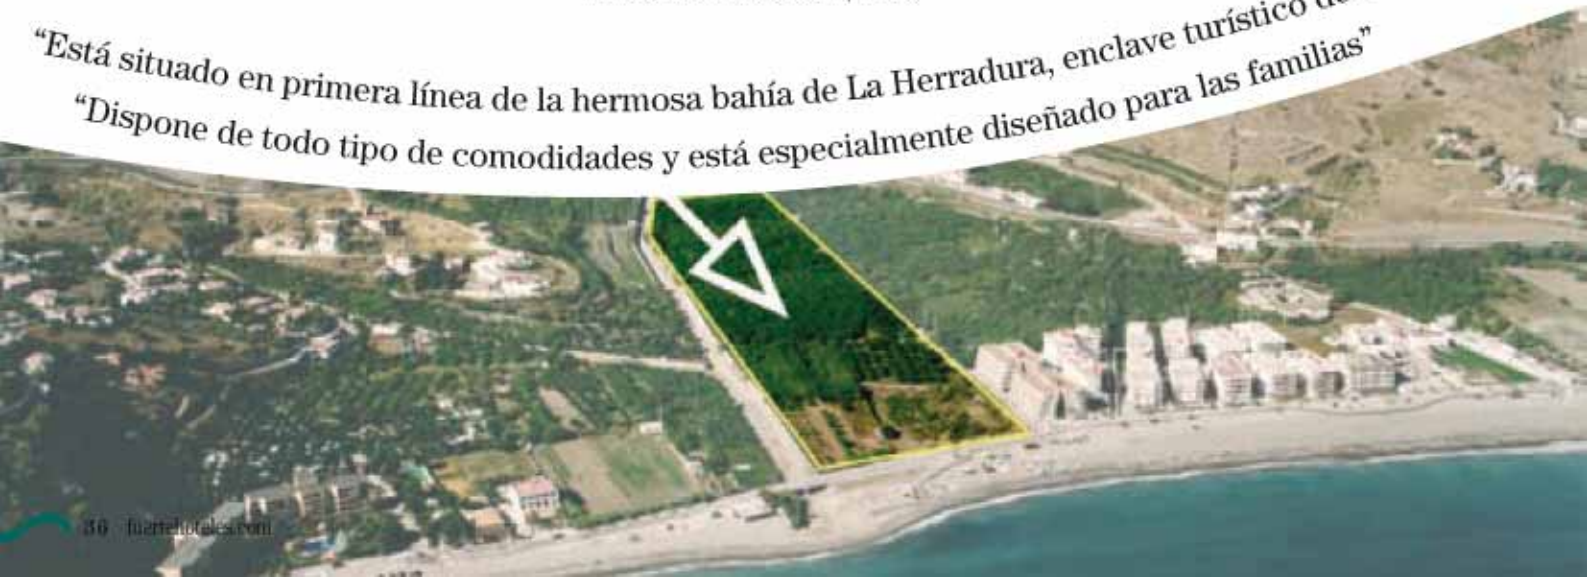 “Está situado en primera línea de la hermosa bahía de La Herradura, enclave turístico
“Dispone de todo tipo de comodidades y está especialmente diseñado para las familias”
36 fuertehoteles.com